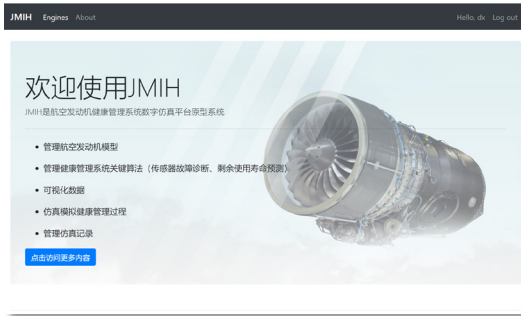 JMIH Engines About Hello, dx Log out
欢迎使用JMIH
JMIH是航空发动机健康管理系统数字仿真平台原型系统
管理航空发动机模型
管理健康管理系统关键算法（传感器故障诊断、剩余使用寿命预测）
可视化数据
仿真模拟健康管理过程
管理仿真记录
点击访问更多内容